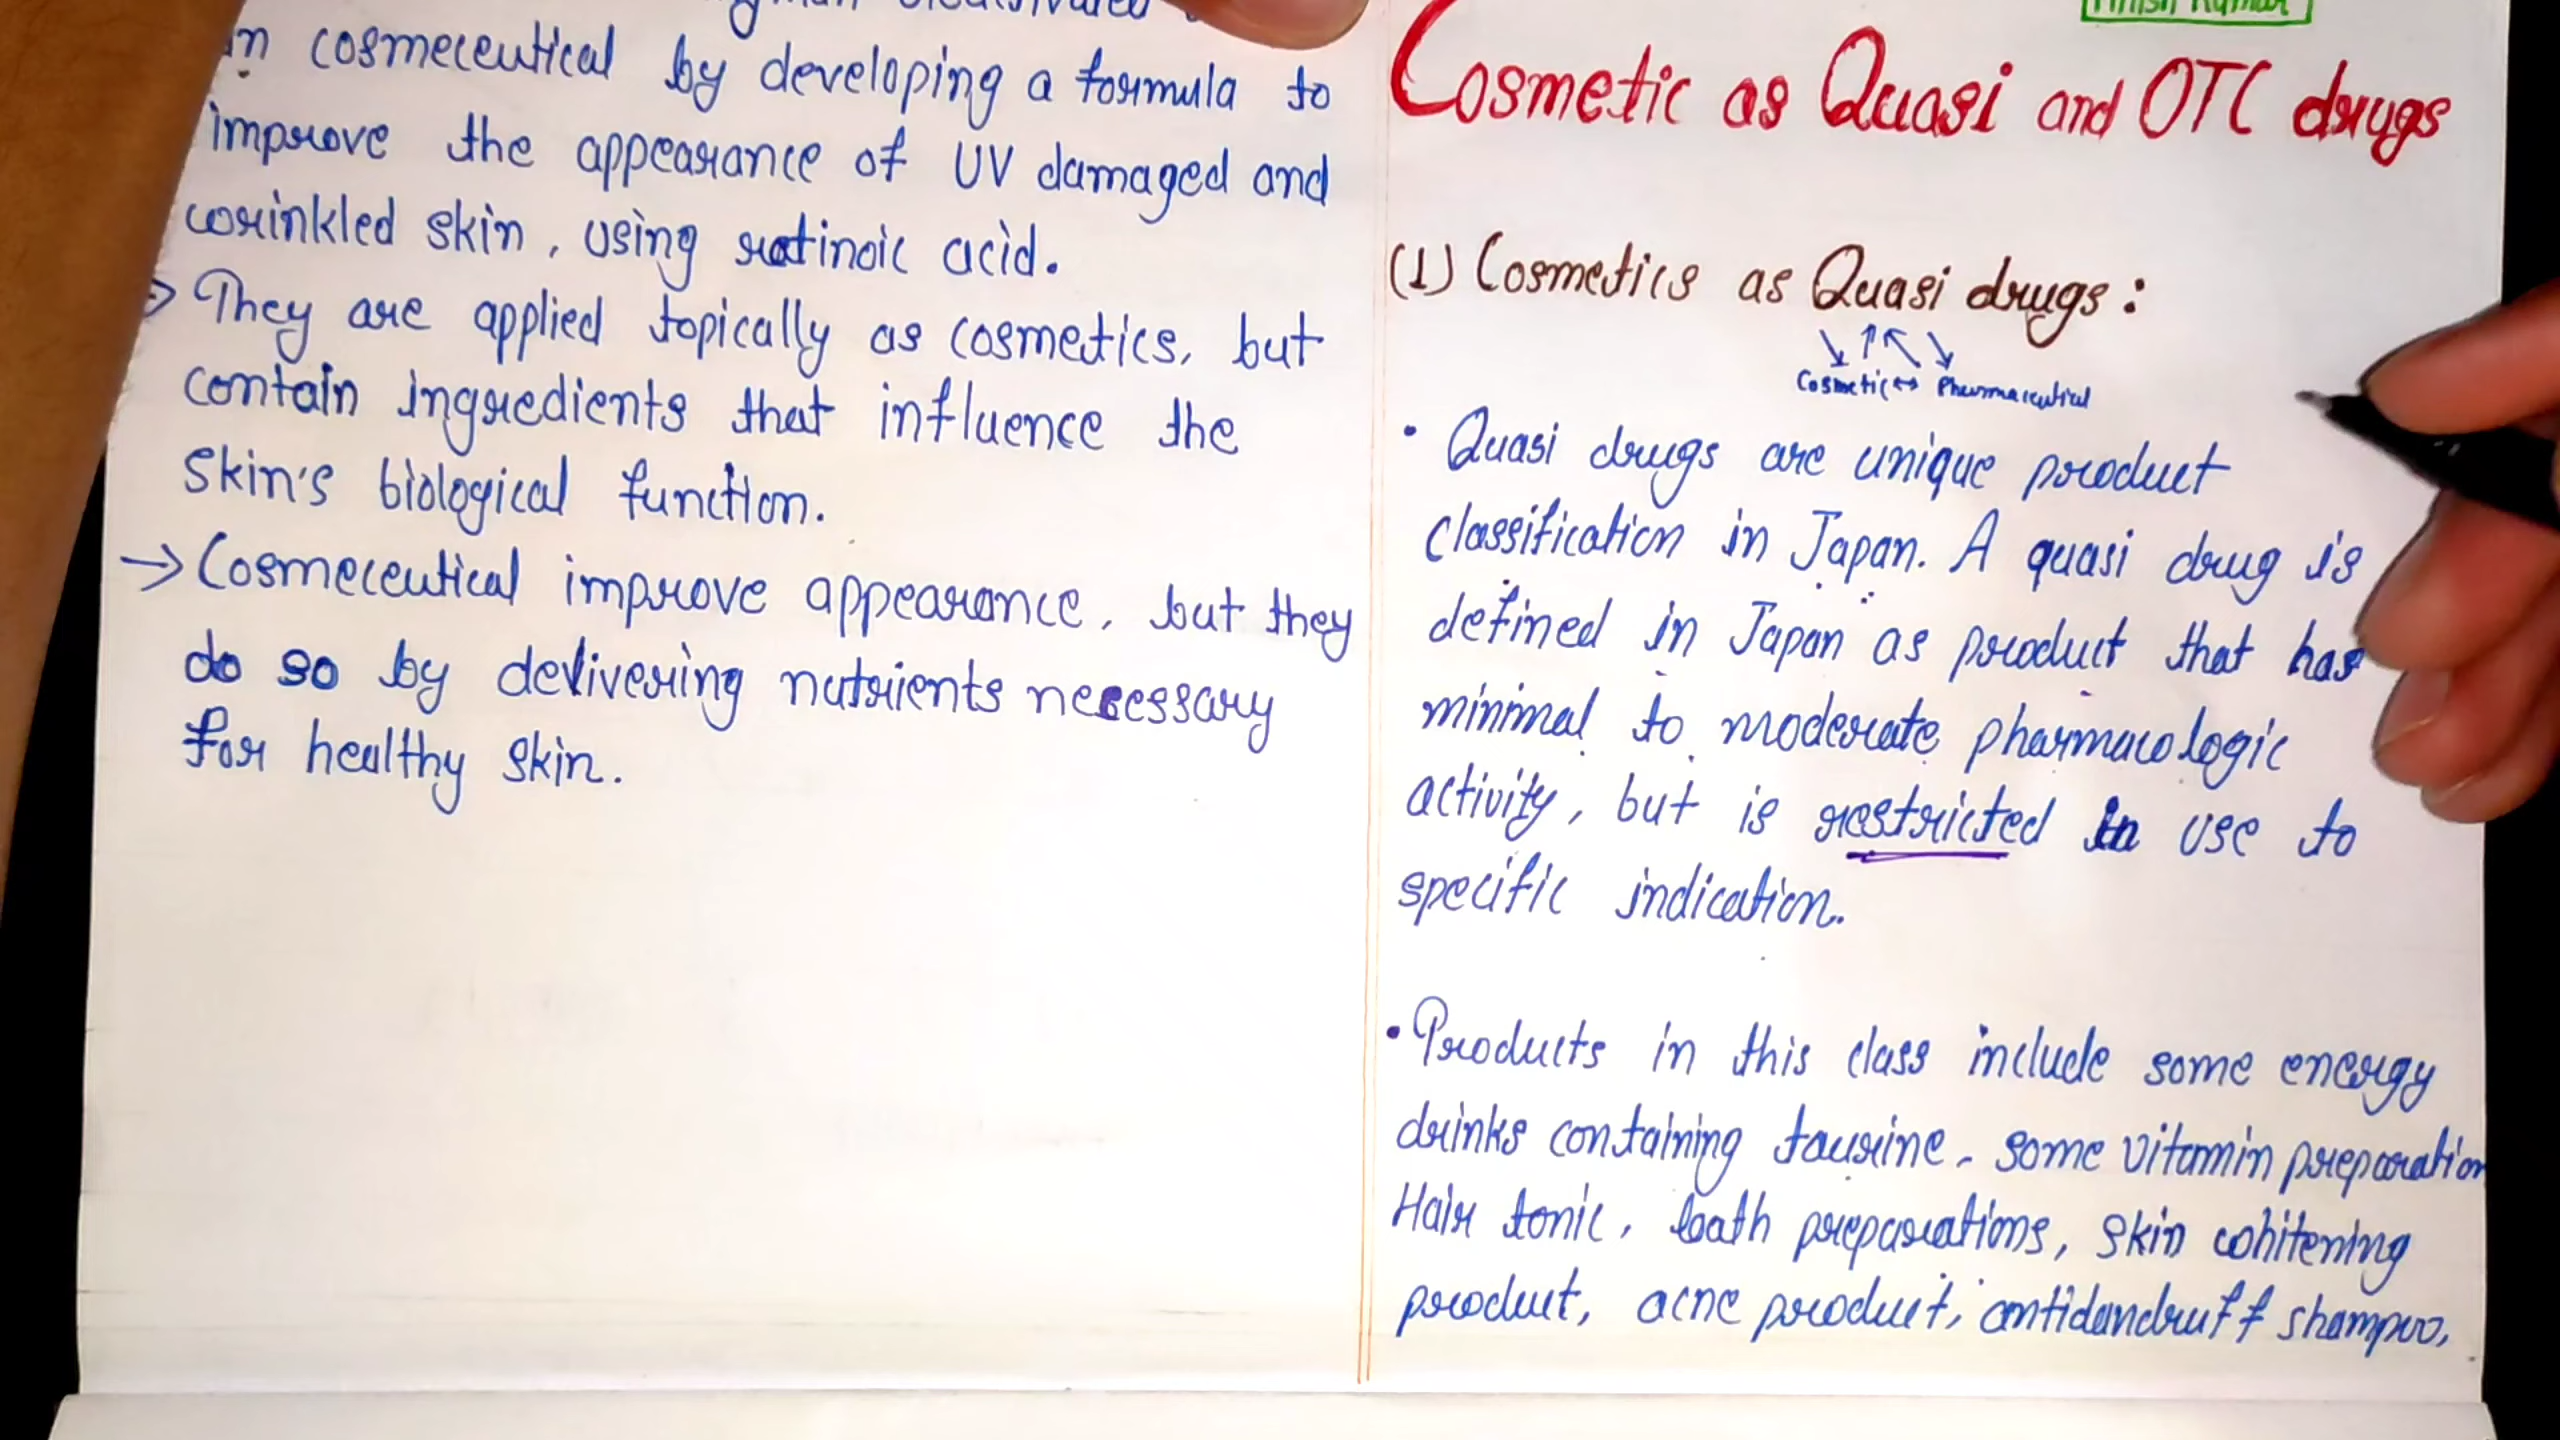 in cosmeceutical by developing a formula to
improve the appearance of UV damaged and
wrinkled skin, using ratinoic acid.
→ They are applied topically as cosmetics, but
contain ingredients that influence the
skin's biological function.
→ Cosmeceutical improve appearance, but they
do so by delivering nutrients necessary
for healthy skin.
Cosmetic as Quasi and OTC drugs
(1) Cosmetics as Quasi drugs:
Cosmetic ↔ Pharmaceutical
• Quasi drugs are unique product
classification in Japan. A quasi drug is
defined in Japan as product that has
minimal to moderate pharmacologic
activity, but is restricted in use to
specific indication.
• Products in this class include some energy
drinks containing taurine, some vitamin preparation
Hair tonic, bath preparations, skin whitening
product, acne product, antidandruff shampoo,